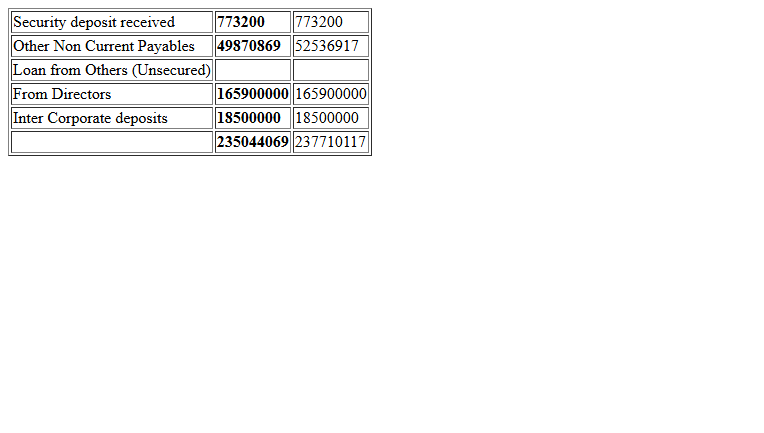 Security deposit received 773200 773200
Other Non Current Payables 49870869 52536917
Loan from Others (Unsecured)
From Directors 165900000 165900000
Inter Corporate deposits 18500000 18500000
235044069 237710117